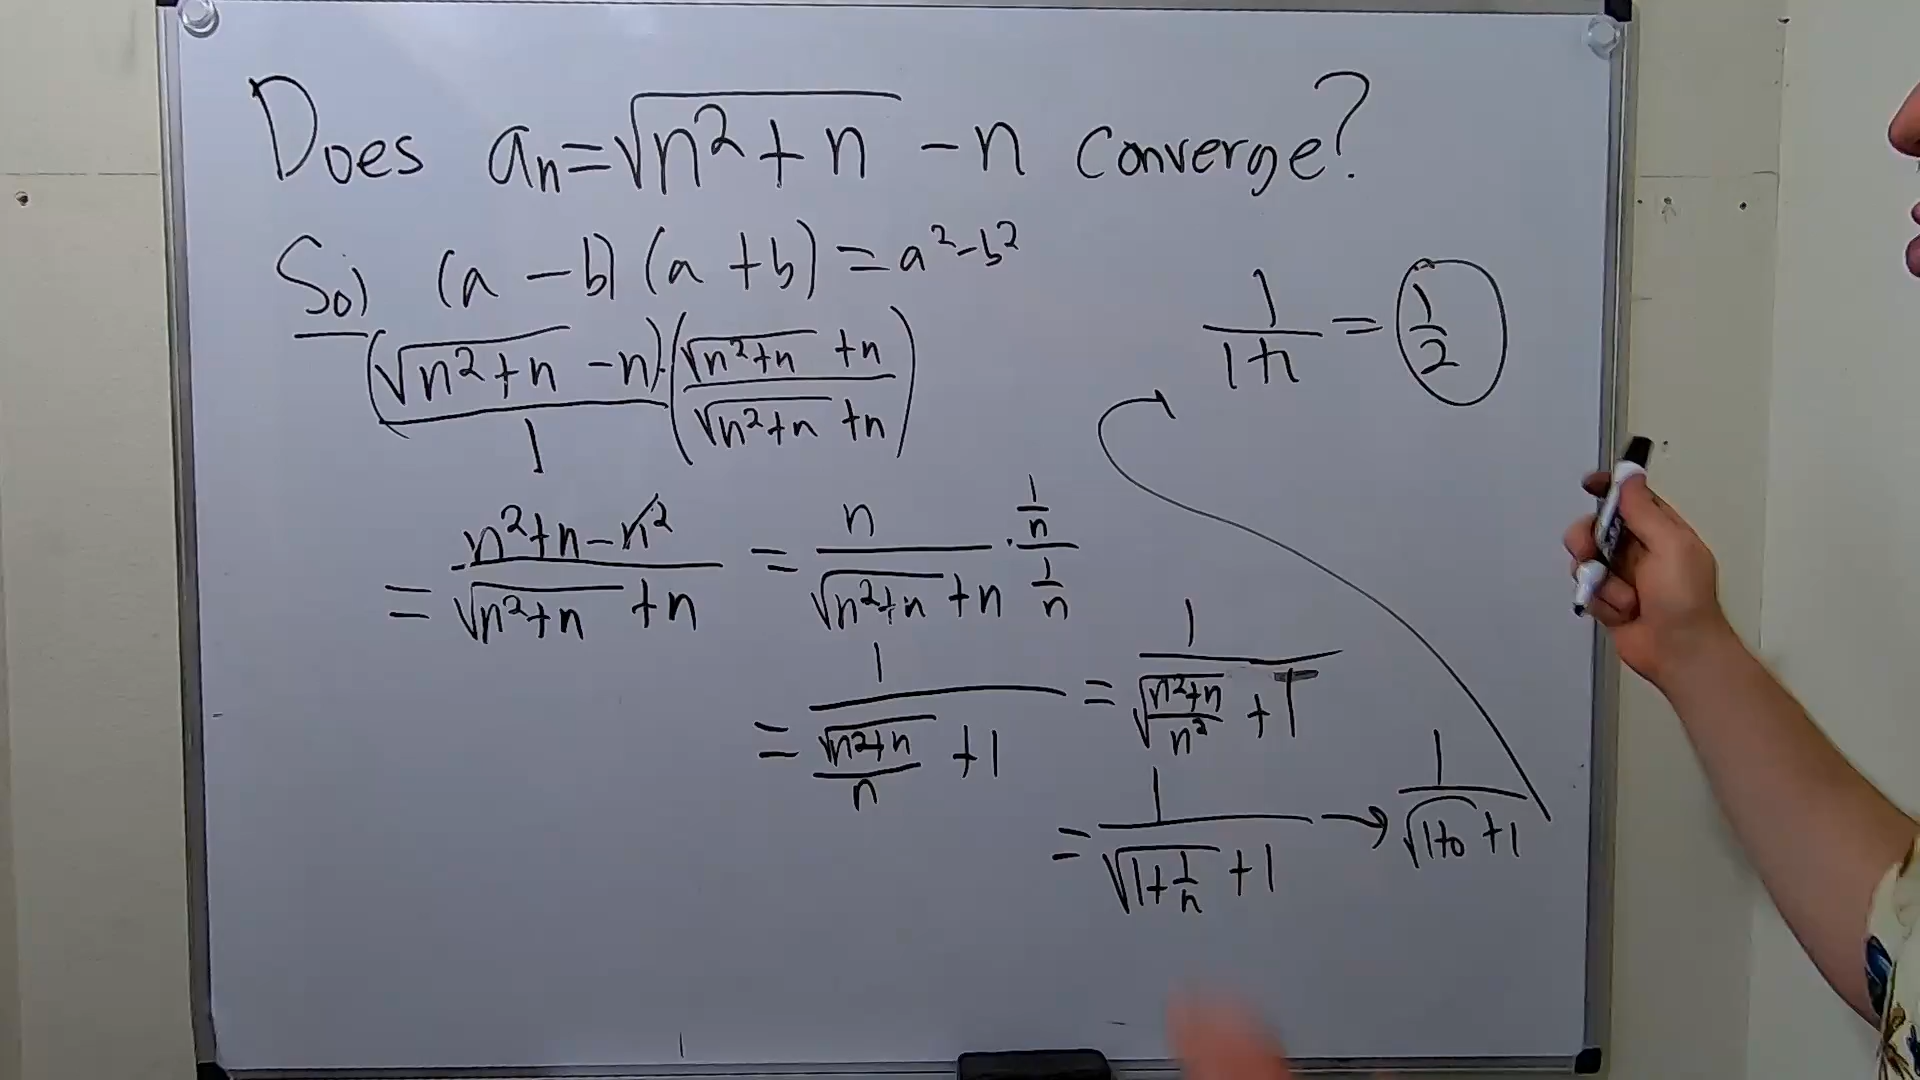 Does aₙ = √(n² + n) - n converge?
Sol (a - b)(a + b) = a² - b²
(√(n² + n) - n)/1 · ((√(n² + n) + n)/(√(n² + n) + n))
= (n² + n - n²)/(√(n² + n) + n) = n/(√(n² + n) + n) · (1/n)/(1/n)
= 1/(√(n² + n)/n + 1) = 1/(√((n² + n)/n²) + 1)
= 1/(√(1 + 1/n) + 1) → 1/(√(1+0) + 1)
1/(1+1) = 1/2